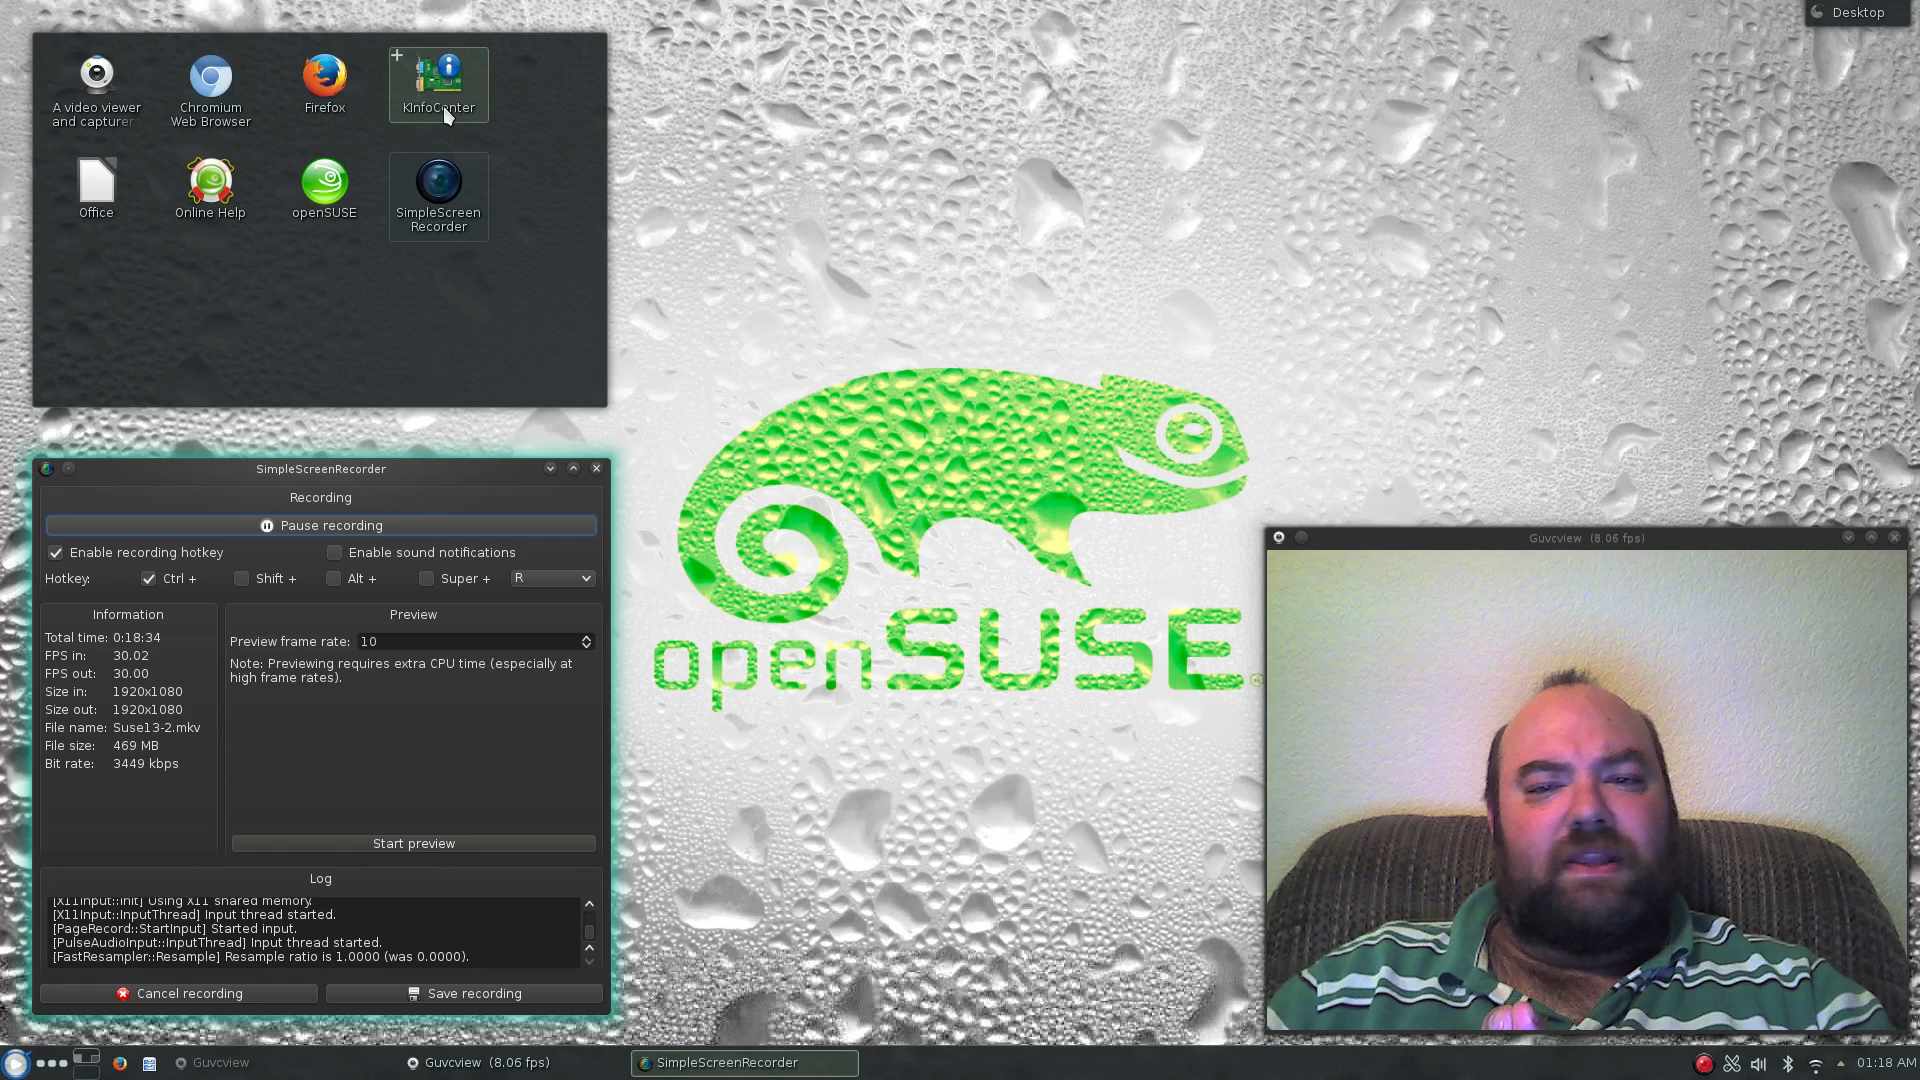 Desktop
A video viewer
and capturer
Chromium
Web Browser
Firefox
KInfoCenter
Office
Online Help
openSUSE
SimpleScreen
Recorder
SimpleScreenRecorder
Recording
Pause recording
Enable recording hotkey
Enable sound notifications
Hotkey:
Ctrl +
Shift +
Alt +
Super +
R
Information
Total time: 0:18:34
FPS in: 30.02
FPS out: 30.00
Size in: 1920x1080
Size out: 1920x1080
File name: Suse13-2.mkv
File size: 469 MB
Bit rate: 3449 kbps
Preview
Preview frame rate: 10
Note: Previewing requires extra CPU time (especially at
high frame rates).
Start preview
Log
[X11Input::Init] Using X11 shared memory.
[X11Input::InputThread] Input thread started.
[PageRecord::StartInput] Started input.
[PulseAudioInput::InputThread] Input thread started.
[FastResampler::Resample] Resample ratio is 1.0000 (was 0.0000).
Cancel recording
Save recording
openSUSE
Guvcview (8.06 fps)
Guvcview
Guvcview (8.06 fps)
SimpleScreenRecorder
01:18 AM